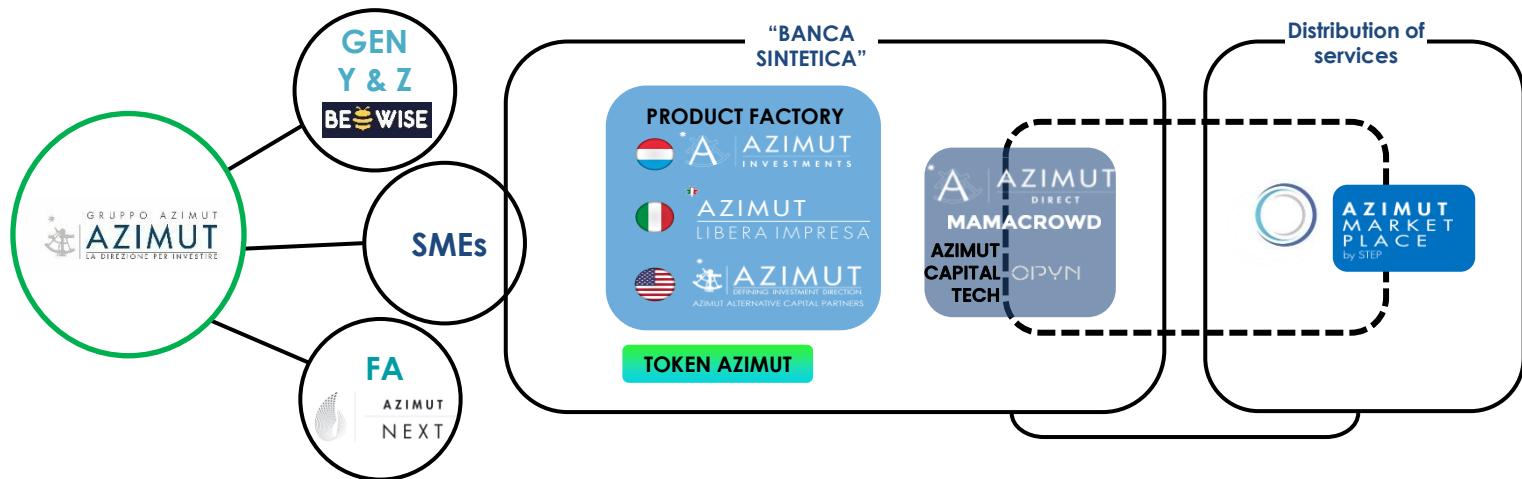 GRUPPO AZIMUT
AZIMUT
LA DIREZIONE PER INVESTIRE
GEN
Y & Z
BEWISE
SMEs
FA
AZIMUT
NEXT
“BANCA
SINTETICA”
PRODUCT FACTORY
AZIMUT
INVESTMENTS
AZIMUT
LIBERA IMPRESA
AZIMUT
DEFINING INVESTMENT DIRECTION
AZIMUT ALTERNATIVE CAPITAL PARTNERS
TOKEN AZIMUT
AZIMUT
DIRECT
MAMACROWD
AZIMUT
CAPITAL
TECH
OPYN
Distribution of
services
AZIMUT
MARKET
PLACE
by STEP